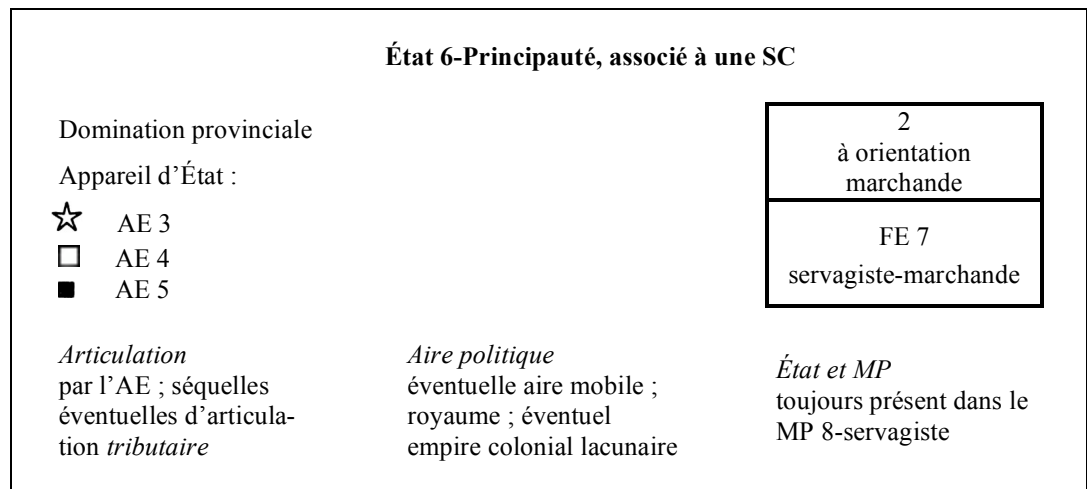 État 6-Principauté, associé à une SC
Domination provinciale
Appareil d’État :
AE 3
AE 4
AE 5
2
à orientation
marchande
FE 7
servagiste-marchande
Articulation
par l’AE ; séquelles
éventuelles d’articula-
tion tributaire
Aire politique
éventuelle aire mobile ;
royaume ; éventuel
empire colonial lacunaire
État et MP
toujours présent dans le
MP 8-servagiste